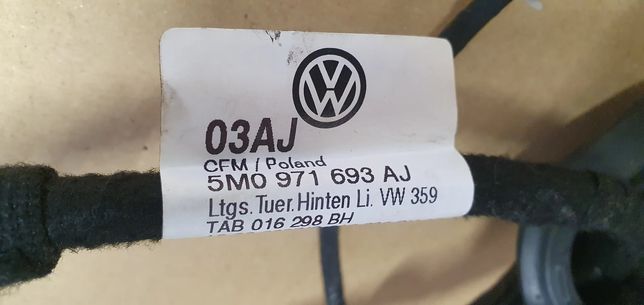 03AJ
CFM / Poland
5M0 971 693 AJ
Ltgs. Tuer. Hinten Li. VW 359
TAB 016 298 BH